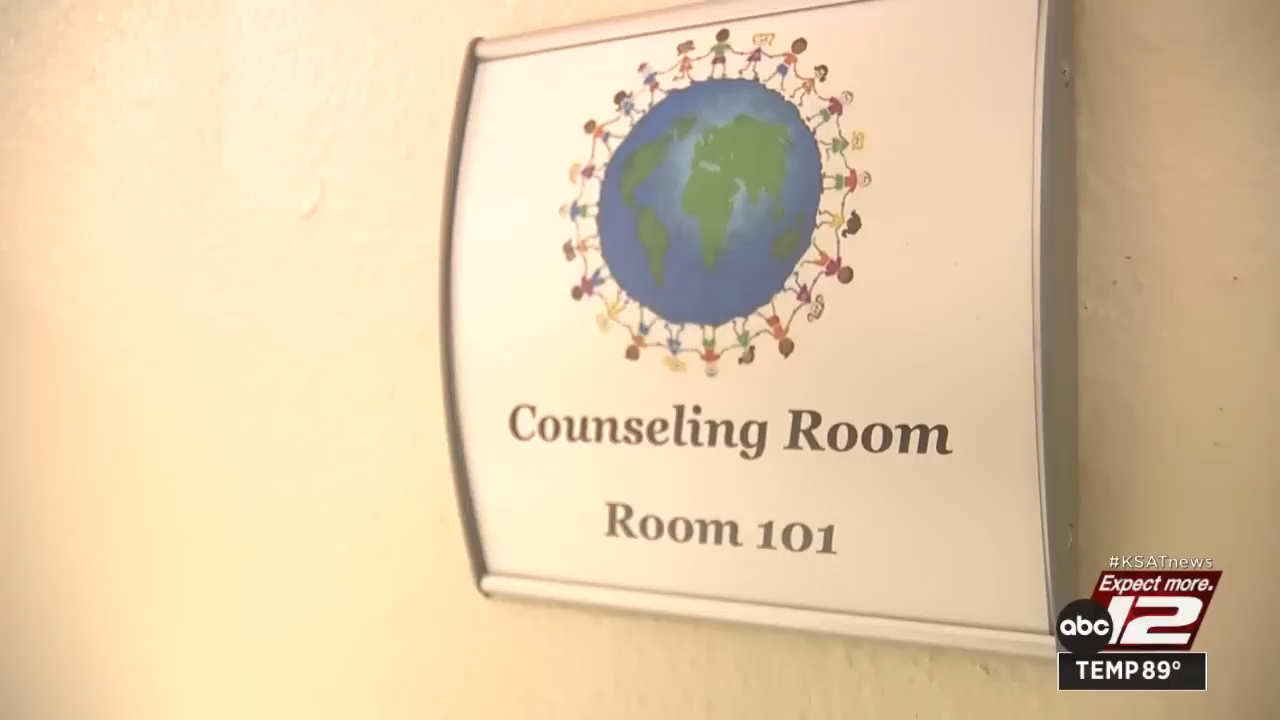 Counseling Room
Room 101
#KSATnews
Expect more.
abc 12
TEMP 89°